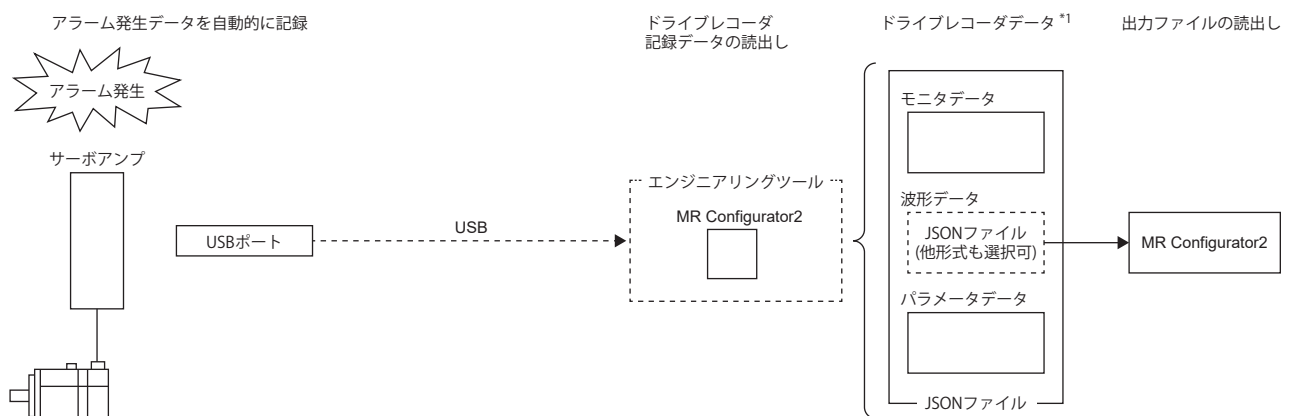 アラーム発生データを自動的に記録
アラーム発生
サーボアンプ
USBポート
USB
ドライブレコーダ
記録データの読出し
エンジニアリングツール
MR Configurator2
ドライブレコーダデータ *1
モニタデータ
波形データ
JSONファイル
(他形式も選択可)
パラメータデータ
JSONファイル
出力ファイルの読出し
MR Configurator2